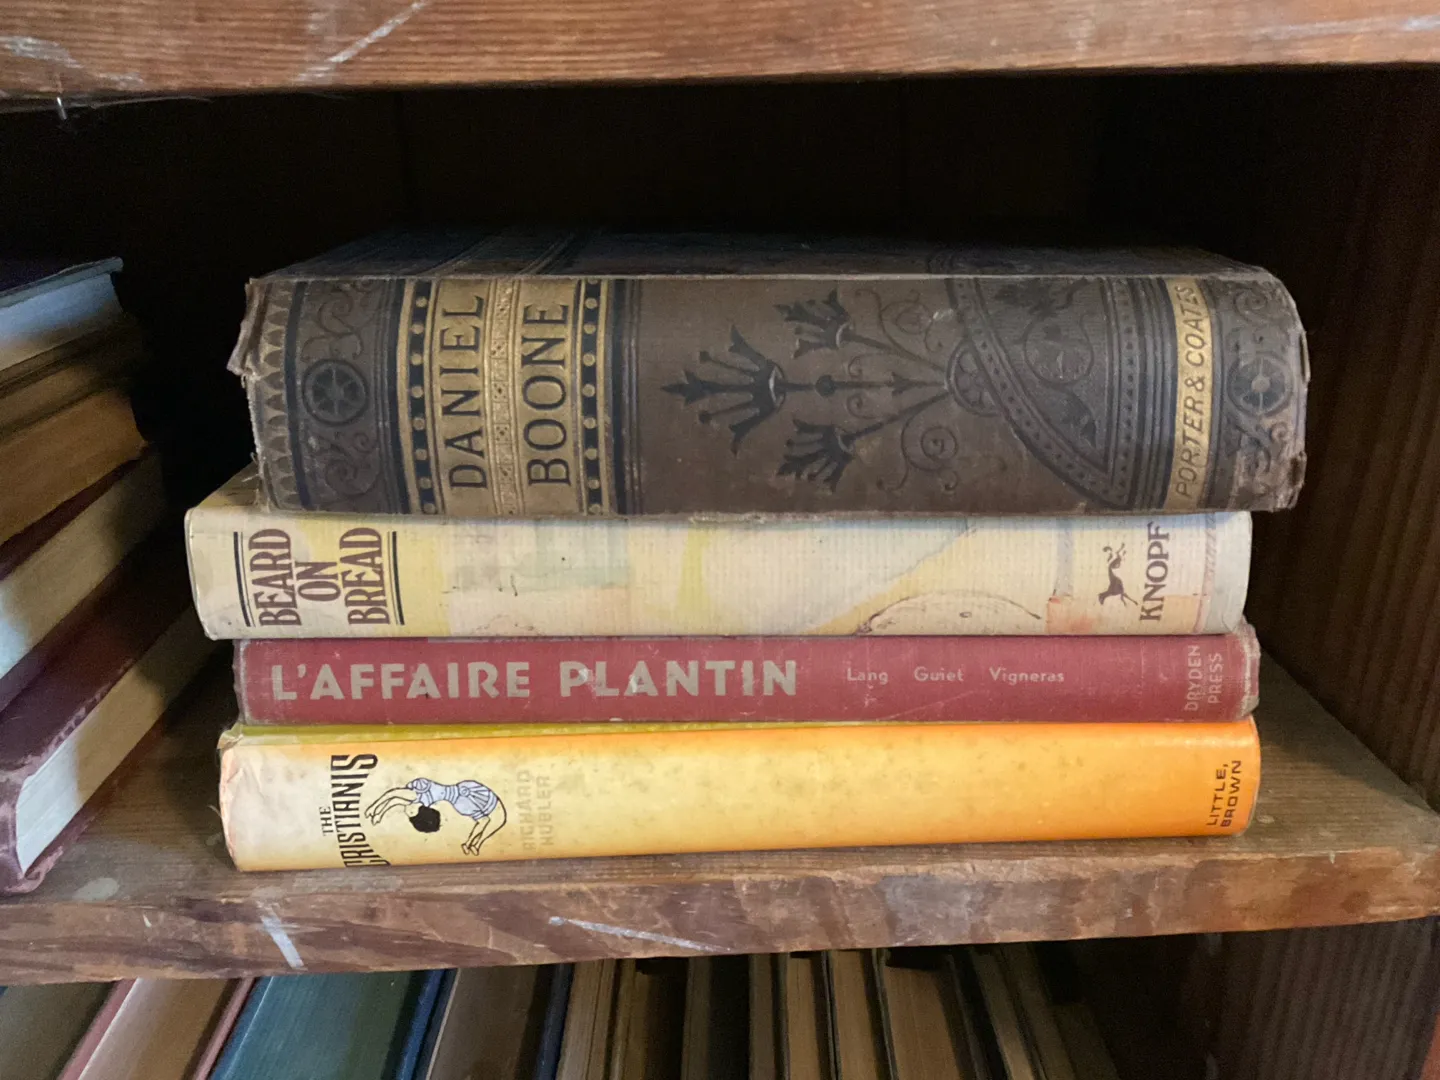 DANIEL
BOONE
PORTER & COATES
BEARD
ON
BREAD
KNOPF
L'AFFAIRE PLANTIN Lang Guiet Vigneras
DRYDEN
PRESS
THE
CRISTIANIS
RICHARD
HUBLER
LITTLE,
BROWN